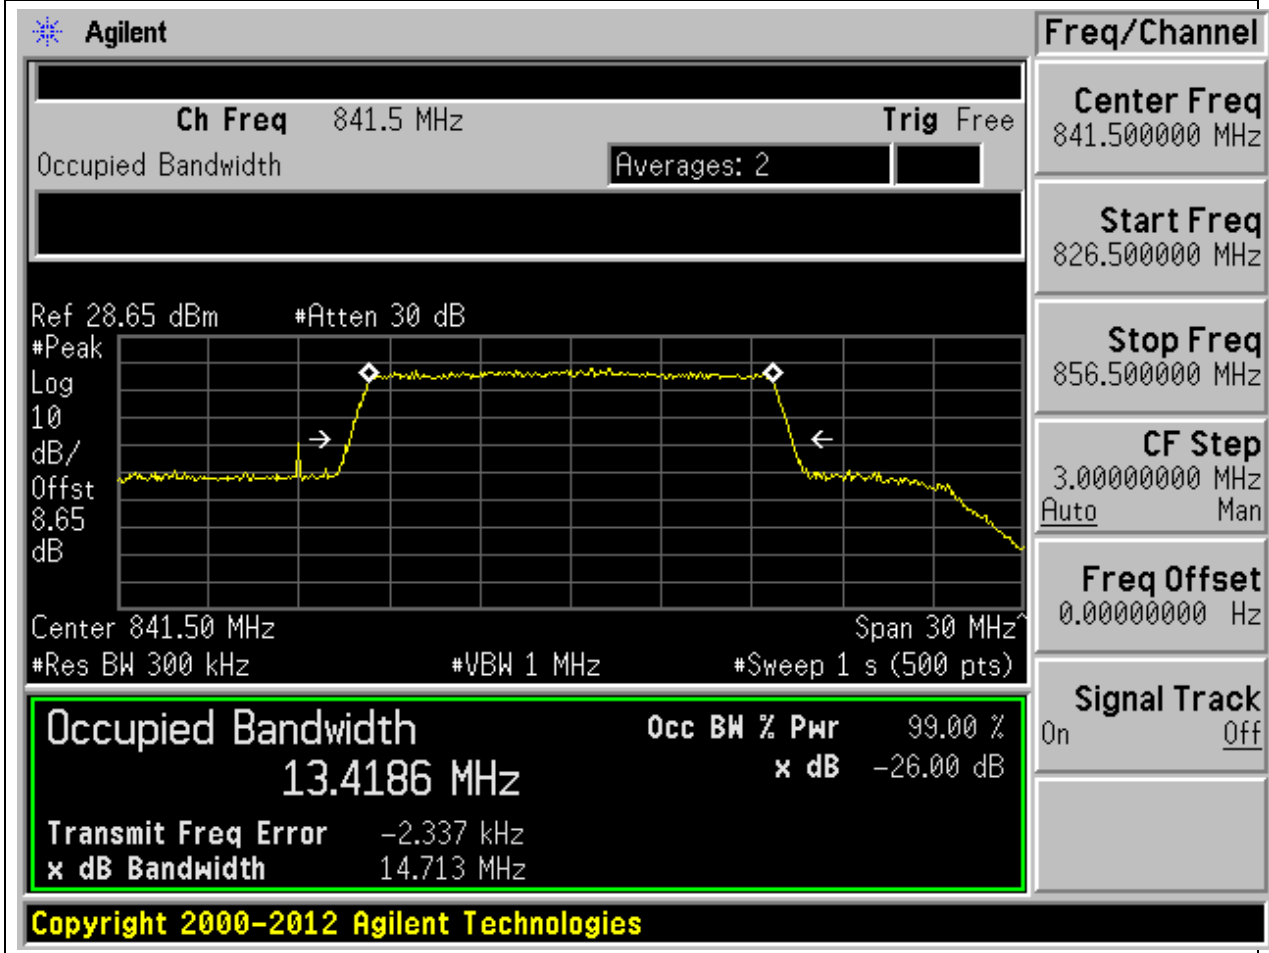 Agilent
Freq/Channel
Ch Freq 841.5 MHz Trig Free
Occupied Bandwidth Averages: 2
Center Freq
841.500000 MHz
Start Freq
826.500000 MHz
Stop Freq
856.500000 MHz
CF Step
3.00000000 MHz
Auto Man
Freq Offset
0.00000000 Hz
Signal Track
On Off
Ref 28.65 dBm #Atten 30 dB
#Peak
Log
10
dB/
Offst
8.65
dB
Center 841.50 MHz Span 30 MHz^
#Res BW 300 kHz #VBW 1 MHz #Sweep 1 s (500 pts)
Occupied Bandwidth Occ BW % Pwr 99.00 %
13.4186 MHz x dB -26.00 dB
Transmit Freq Error -2.337 kHz
x dB Bandwidth 14.713 MHz
Copyright 2000-2012 Agilent Technologies